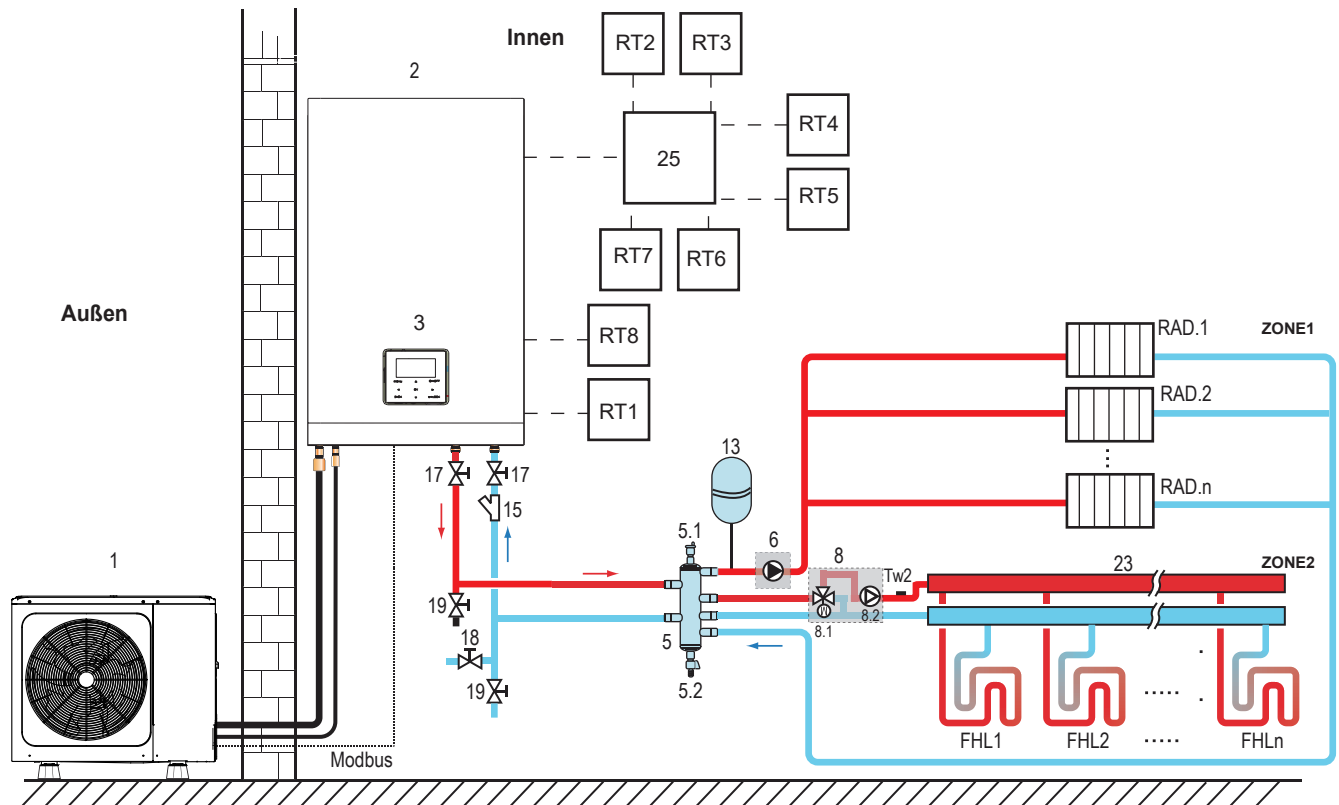 Innen
RT2
RT3
2
RT4
25
RT5
RT7
RT6
Außen
3
RT8
RT1
RAD.1
ZONE1
RAD.2
13
17
17
RAD.n
15
5.1
6
1
8
Tw2
23
ZONE2
19
8.1
8.2
18
5
19
5.2
FHL1
FHL2
FHLn
Modbus